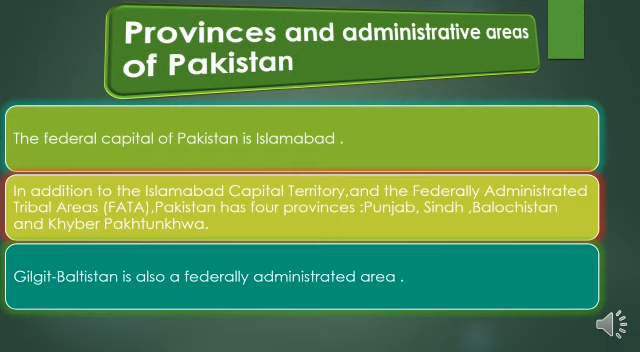 Provinces and administrative areas
of Pakistan
The federal capital of Pakistan is Islamabad .
In addition to the Islamabad Capital Territory,and the Federally Administrated
Tribal Areas (FATA),Pakistan has four provinces :Punjab, Sindh ,Balochistan
and Khyber Pakhtunkhwa.
Gilgit-Baltistan is also a federally administrated area .